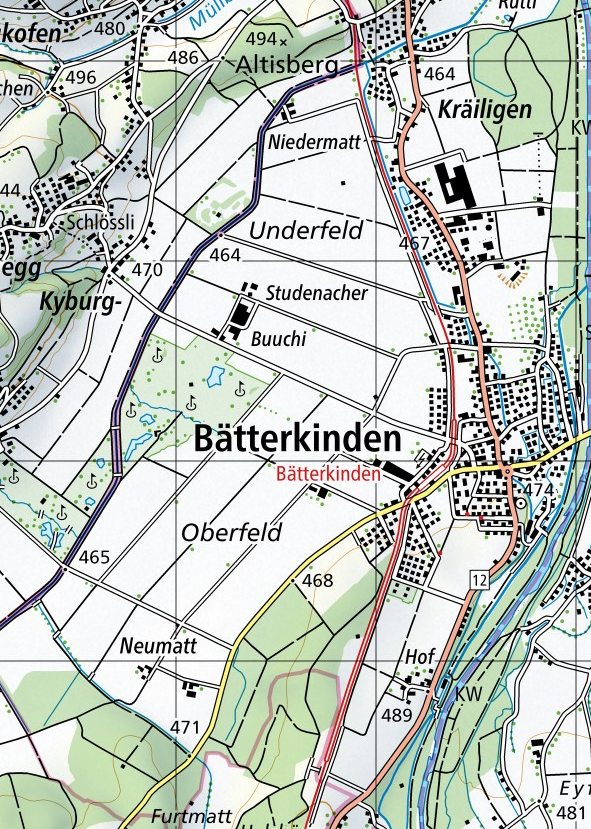 Rütli
480
kofen
494
486
Altisberg
496
464
chen
Kräiligen
Niedermatt
44
Schlössli
Underfeld
467
464
egg
470
Kyburg-
Studenacher
Buuchi
Bätterkinden
Bätterkinden
474
Oberfeld
465
468
12
Neumatt
Hof
KW
489
471
Furtmatt
481